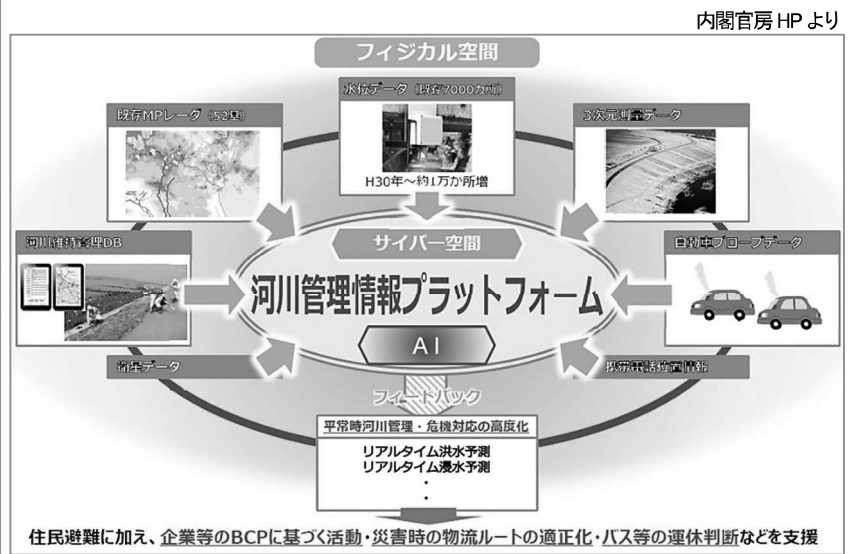 内閣官房HPより
フィジカル空間
水位データ（既存7000カ所）
既存MPレーダ（52基）
3次元測量データ
H30年～約1万か所増
河川維持管理DB
サイバー空間
自動車プローブデータ
河川管理情報プラットフォーム
AI
衛星データ
携帯電話位置情報
フィードバック
平常時河川管理・危機対応の高度化
リアルタイム洪水予測
リアルタイム浸水予測
・
・
住民避難に加え、企業等のBCPに基づく活動・災害時の物流ルートの適正化・バス等の運休判断などを支援